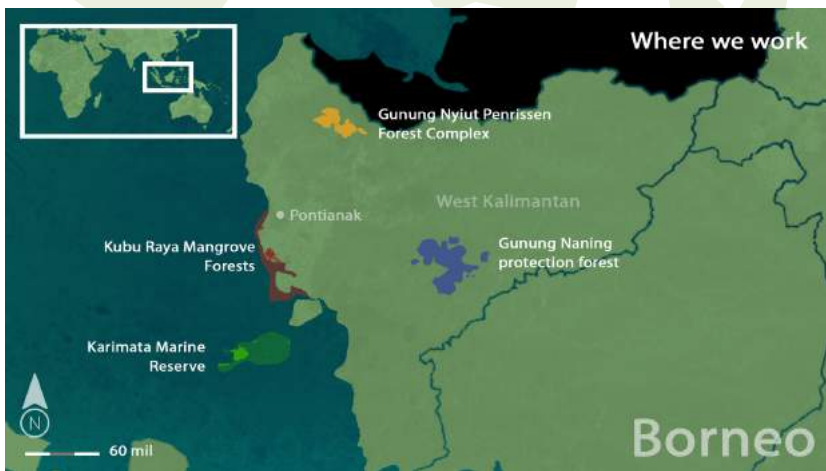 Where we work
Gunung Nyiut Penrissen
Forest Complex
West Kalimantan
Pontianak
Kubu Raya Mangrove
Forests
Gunung Naning
protection forest
Karimata Marine
Reserve
N
60 mil
Borneo